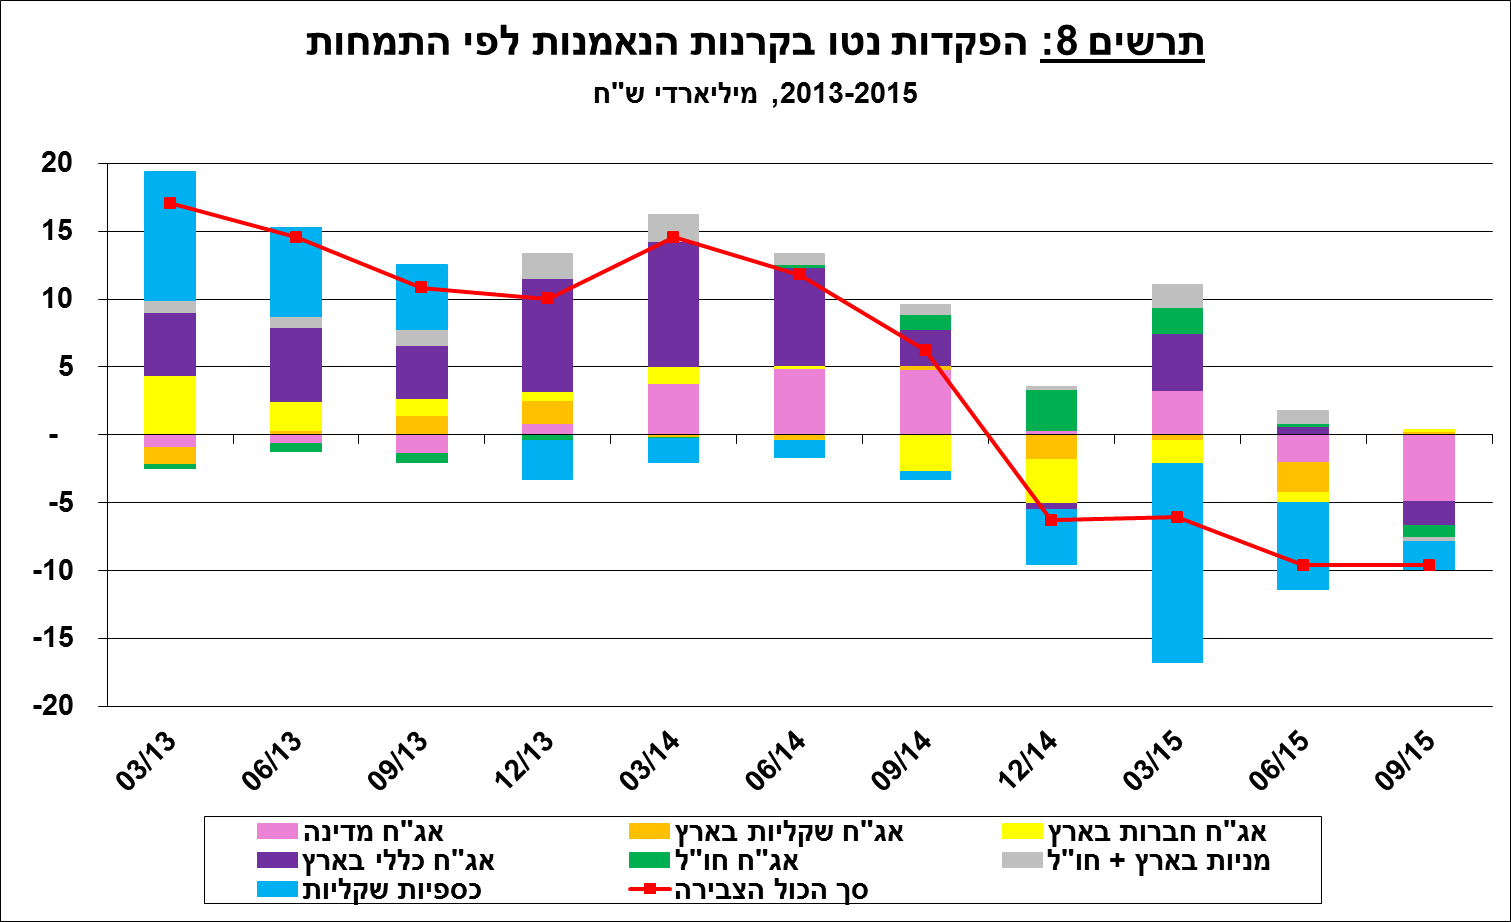 תרשים 8: הפקדות נטו בקרנות הנאמנות לפי התמחות
2013-2015, מיליארדי ש"ח
20
15
10
5
-
-5
-10
-15
-20
03/13 06/13 09/13 12/13 03/14 06/14 09/14 12/14 03/15 06/15 09/15
אג"ח מדינה אג"ח שקליות בארץ אג"ח חברות בארץ
אג"ח כללי בארץ אג"ח חו"ל מניות בארץ + חו"ל
כספיות שקליות סך הכול הצבירה